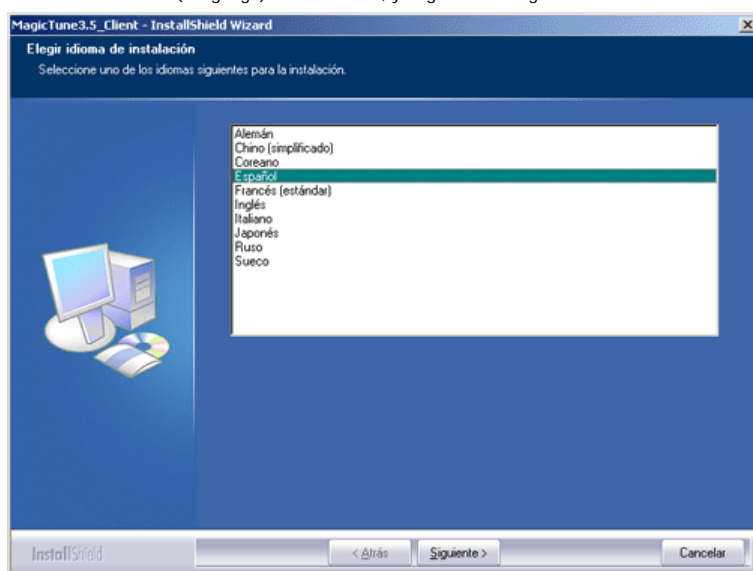 MagicTune3.5_Client - InstallShield Wizard
Elegir idioma de instalación
Seleccione uno de los idiomas siguientes para la instalación.
Alemán
Chino (simplificado)
Coreano
Español
Francés (estándar)
Inglés
Italiano
Japonés
Ruso
Sueco
InstallShield
< Atrás
Siguiente >
Cancelar